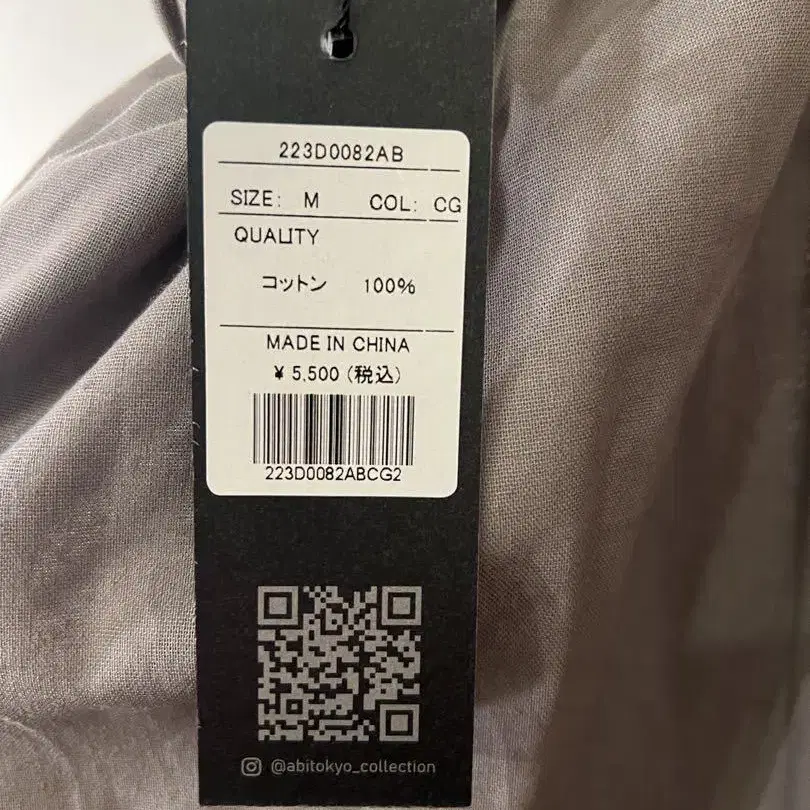 223D0082AB
SIZE: M COL: CG
QUALITY
コットン 100%
MADE IN CHINA
¥ 5,500 (税込)
223D0082ABCG2
@abitokyo_collection